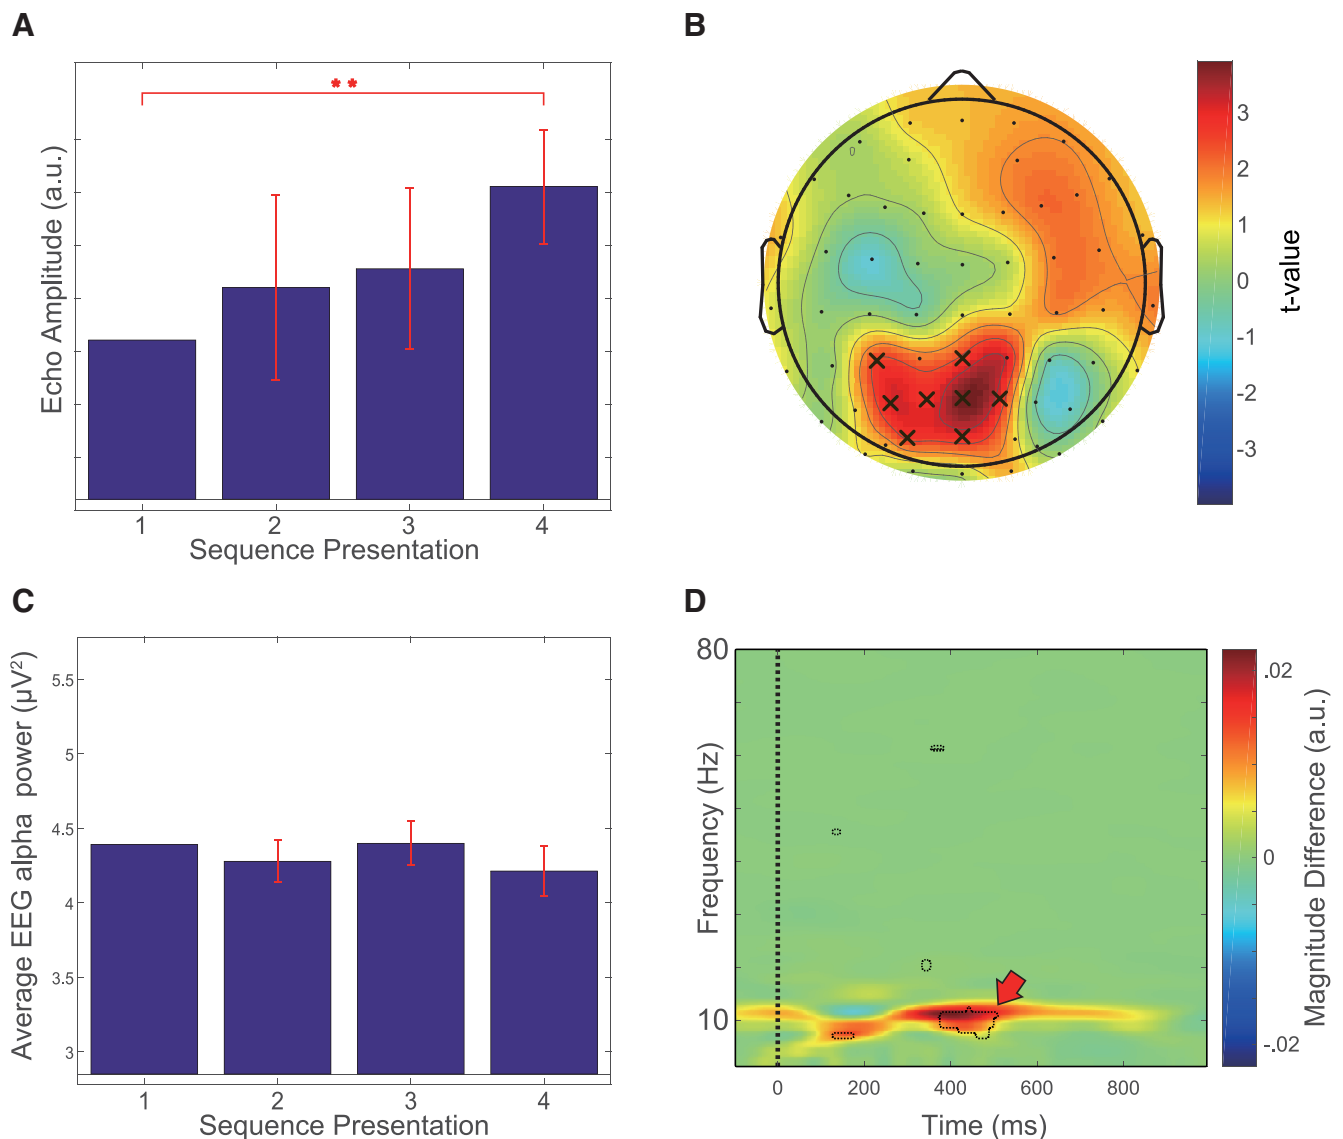 A
**
Echo Amplitude (a.u.)
1 2 3 4
Sequence Presentation
B
3
2
1
0
-1
-2
-3
t-value
0
C
Average EEG alpha power (µV²)
5.5
5
4.5
4
3.5
3
1 2 3 4
Sequence Presentation
D
80
10
Frequency (Hz)
0 200 400 600 800
Time (ms)
.02
0
-.02
Magnitude Difference (a.u.)